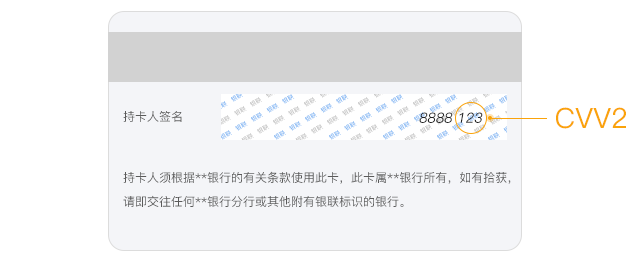 持卡人签名
8888 123
CVV2
持卡人须根据**银行的有关条款使用此卡，此卡属**银行所有，如有拾获，
请即交往任何**银行分行或其他附有银联标识的银行。